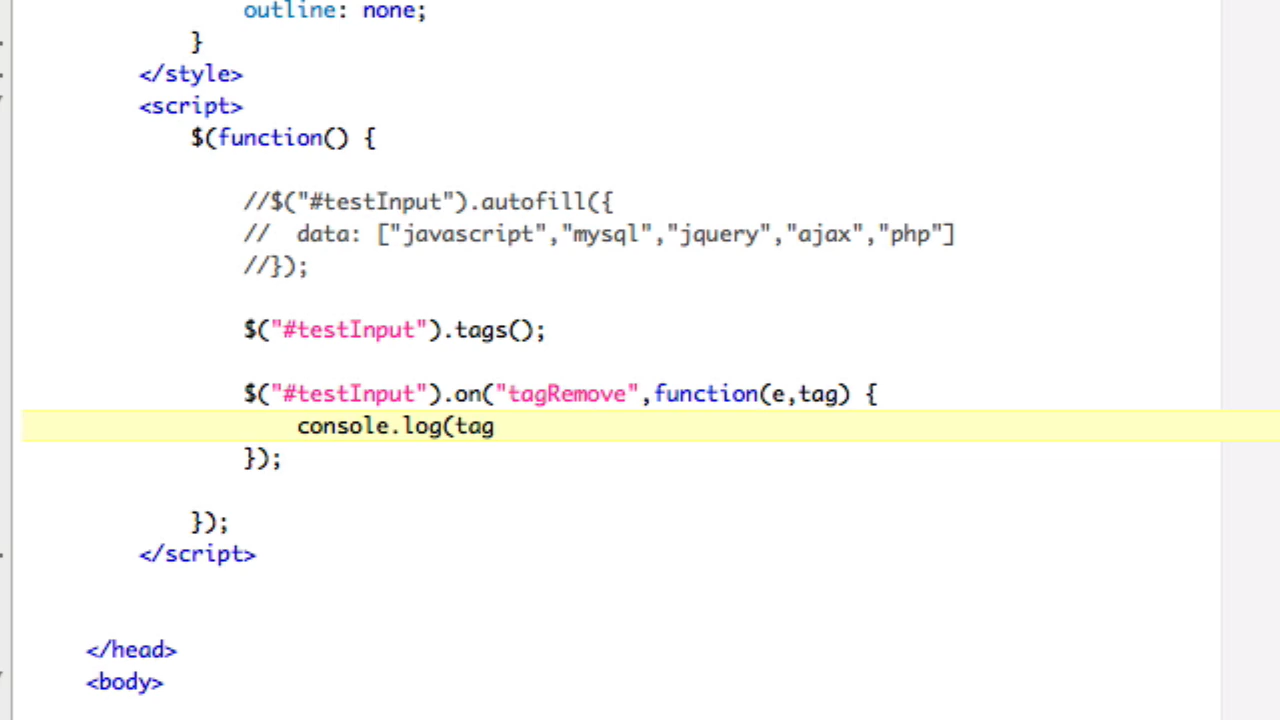 outline: none;
}
</style>
<script>
$(function() {
//$("#testInput").autofill({
//  data: ["javascript","mysql","jquery","ajax","php"]
//});
$("#testInput").tags();
$("#testInput").on("tagRemove",function(e,tag) {
console.log(tag
});
});
</script>
</head>
<body>